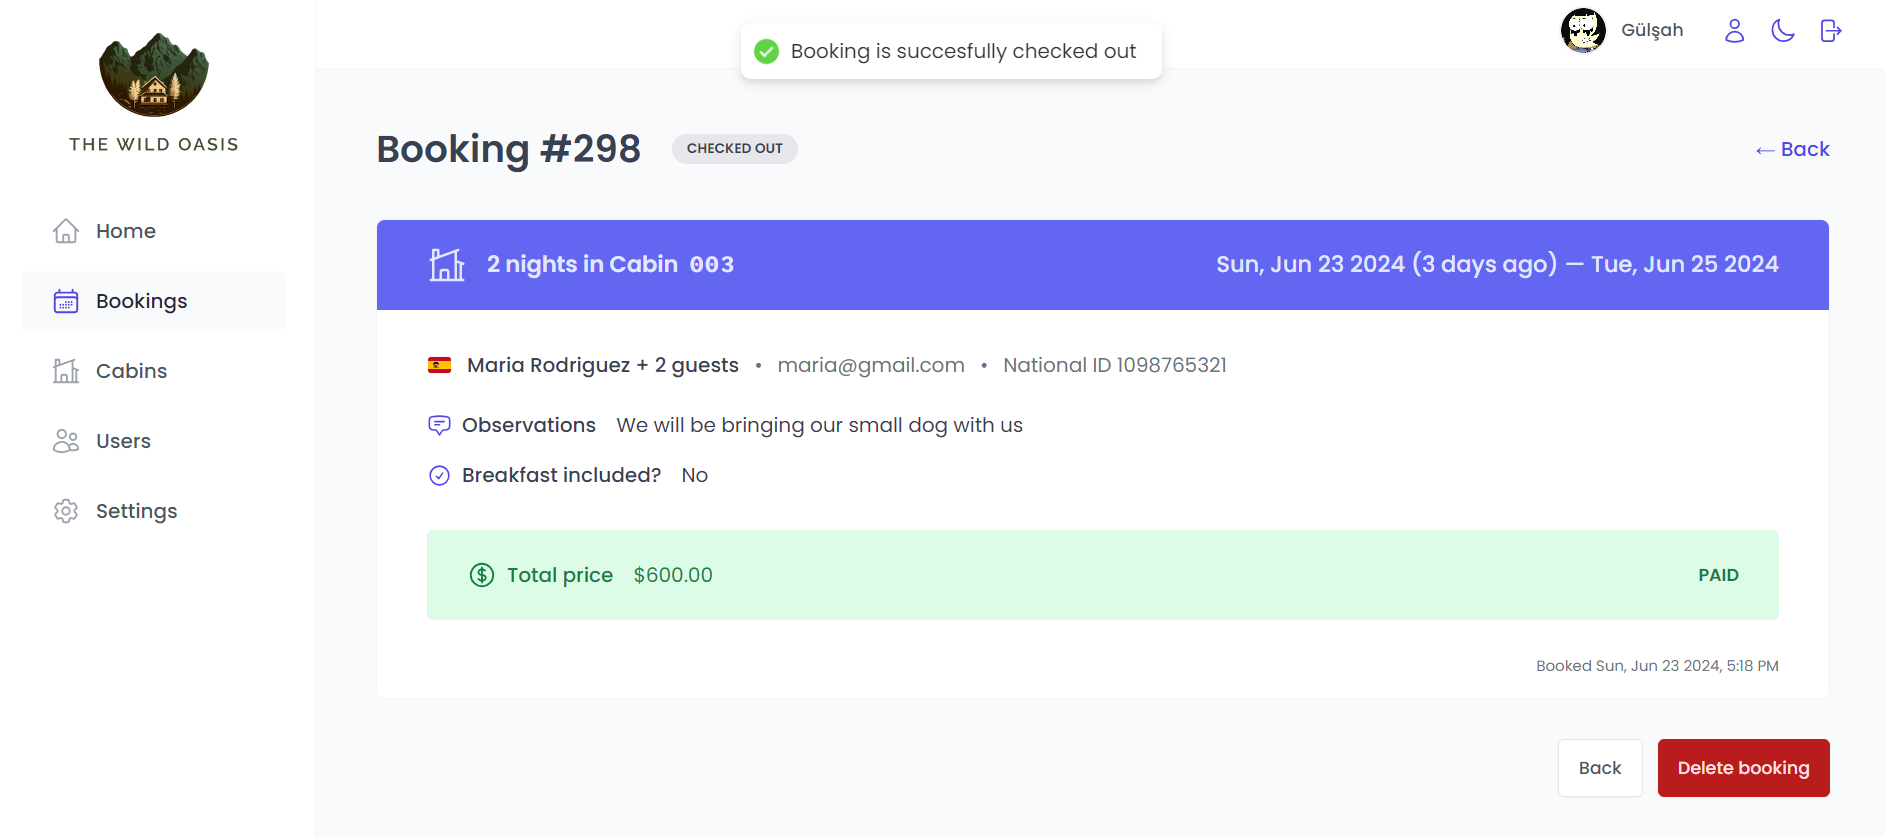 Booking is succesfully checked out
Gülşah
THE WILD OASIS
Home
Bookings
Cabins
Users
Settings
Booking #298 CHECKED OUT
← Back
2 nights in Cabin 003
Sun, Jun 23 2024 (3 days ago) — Tue, Jun 25 2024
Maria Rodriguez + 2 guests • maria@gmail.com • National ID 1098765321
Observations We will be bringing our small dog with us
Breakfast included? No
Total price $600.00
PAID
Booked Sun, Jun 23 2024, 5:18 PM
Back
Delete booking